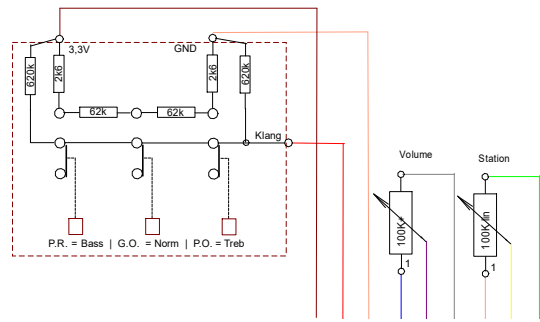 3,3V
GND
620k
2k6
2k6
620k
62k
62k
Klang
Volume
Station
100K +
100K lin
1
1
P.R. = Bass | G.O. = Norm | P.O. = Treb